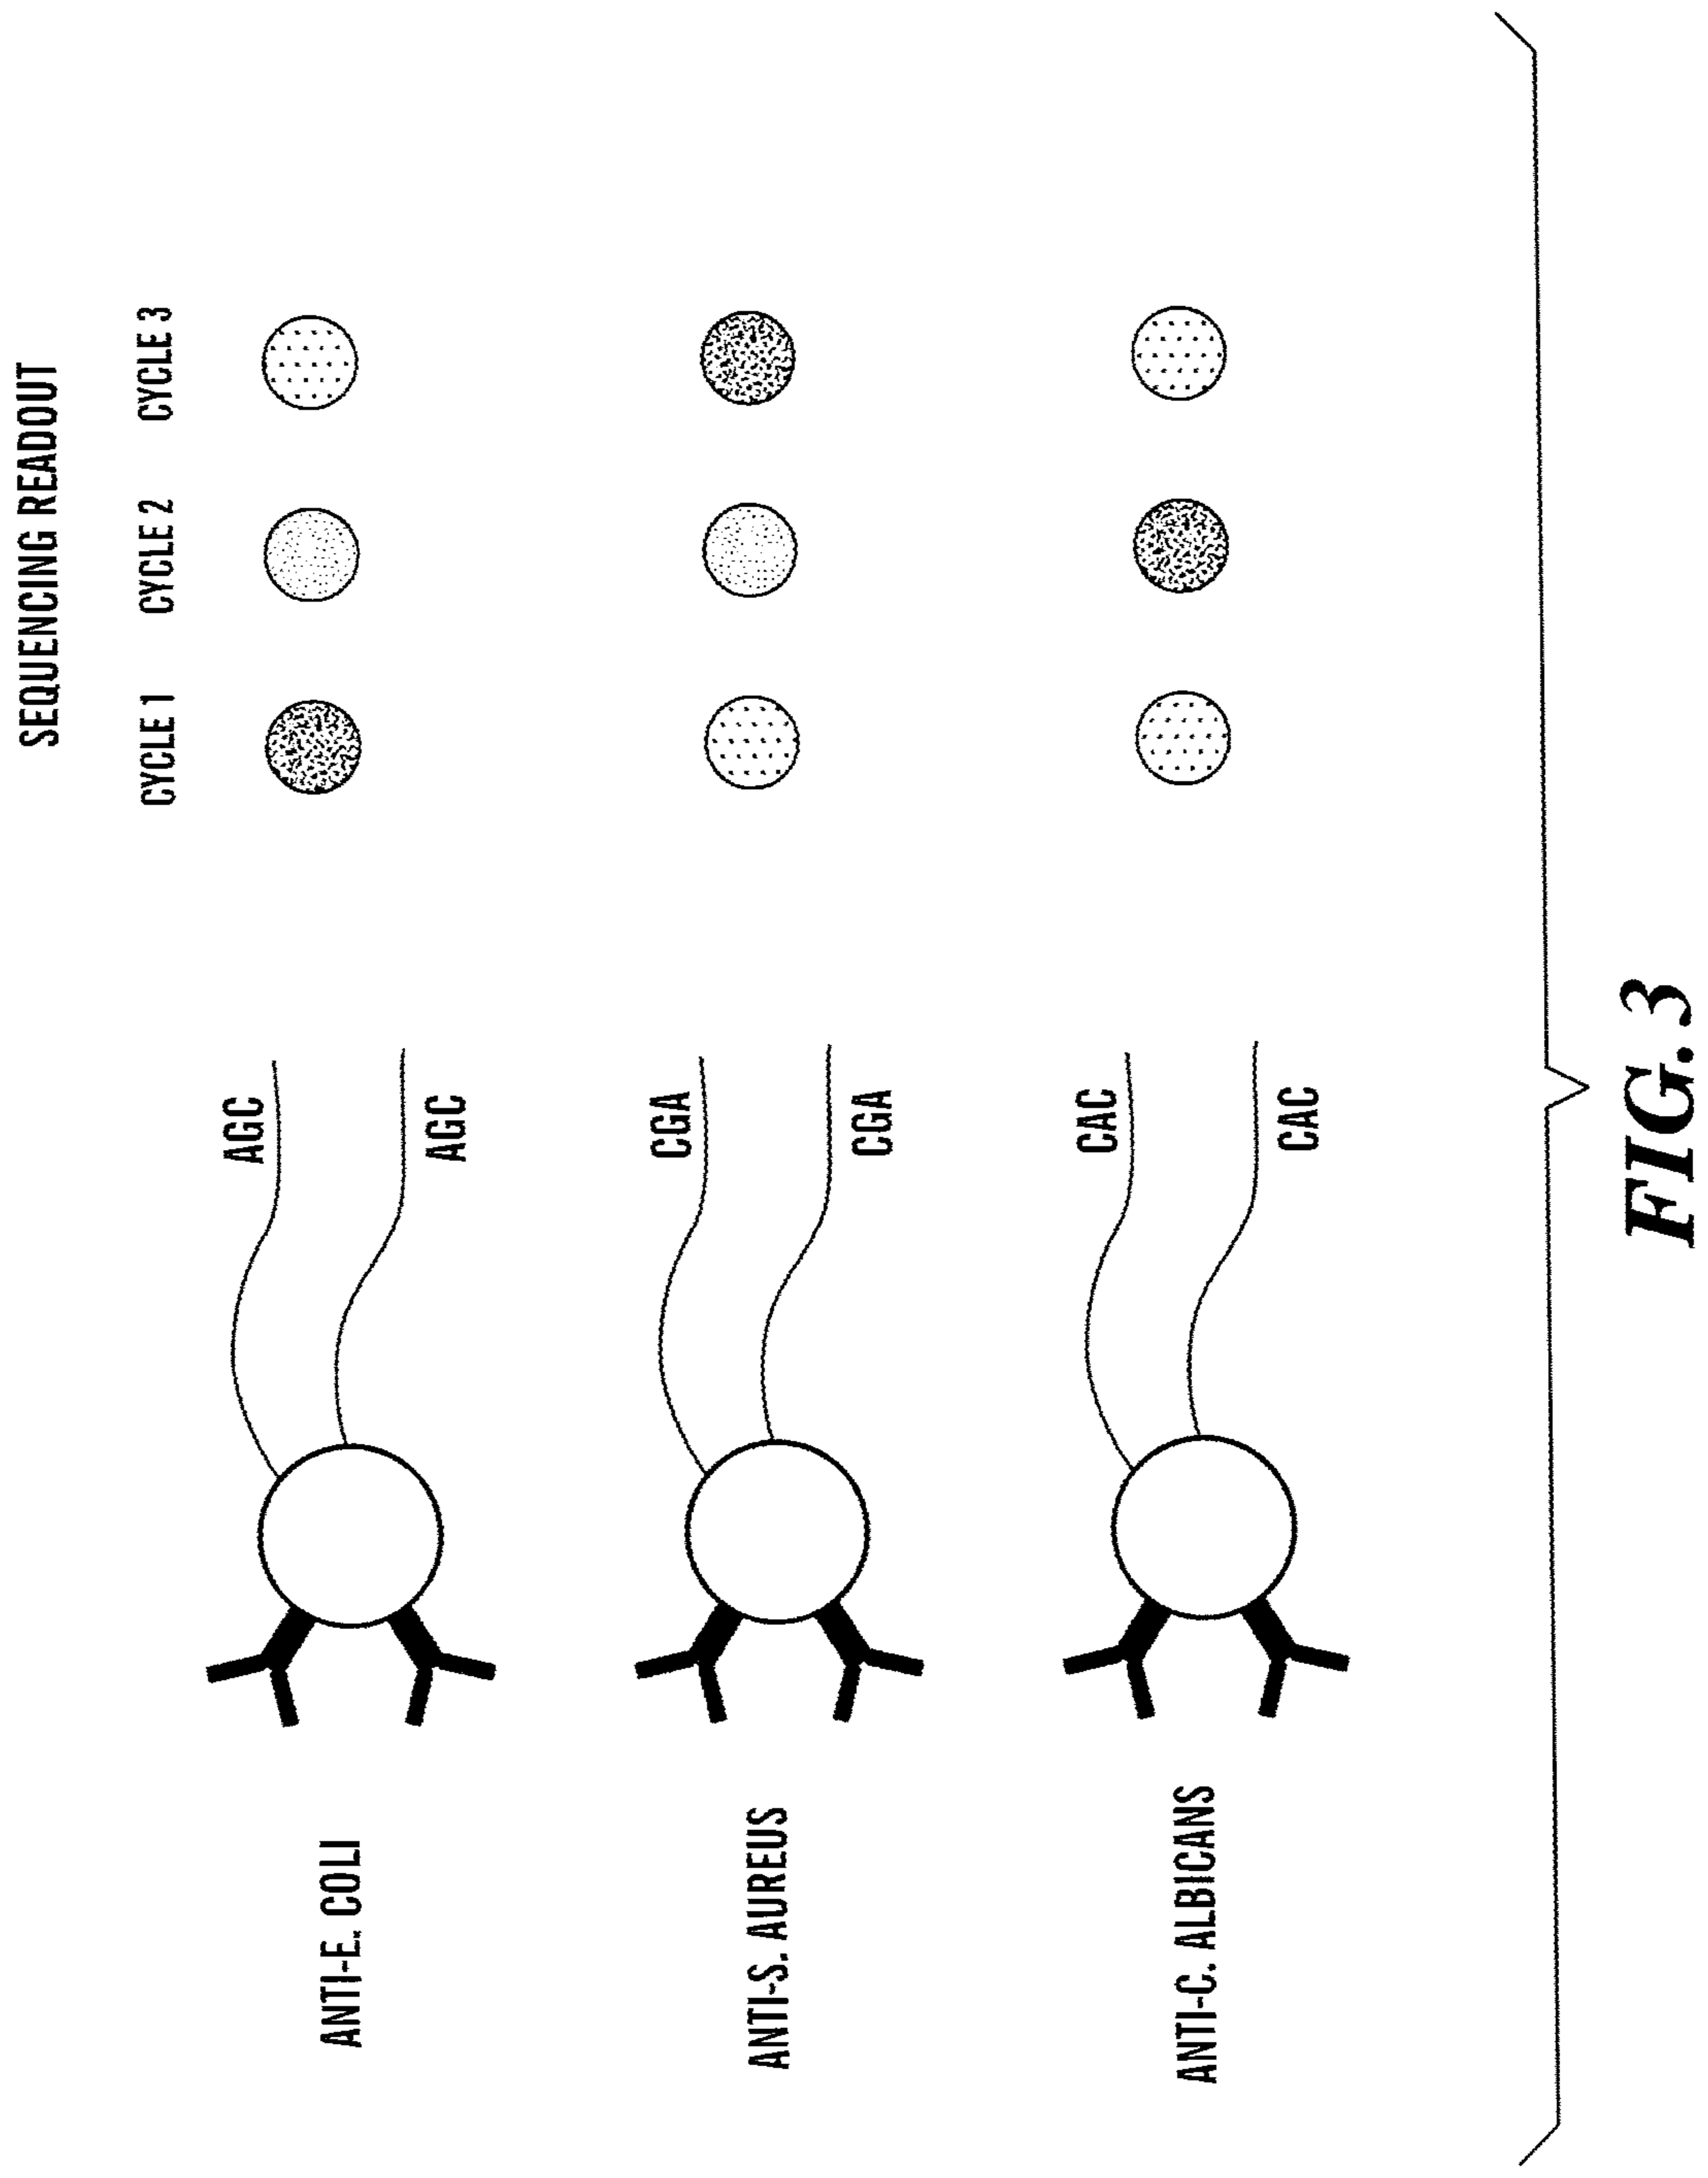 SEQUENCING READOUT
CYCLE 1 CYCLE 2 CYCLE 3
AGC
ANTI-E. COLI
AGC
CGA
ANTI-S. AUREUS
CGA
CAC
ANTI-C. ALBICANS
CAC
FIG. 3